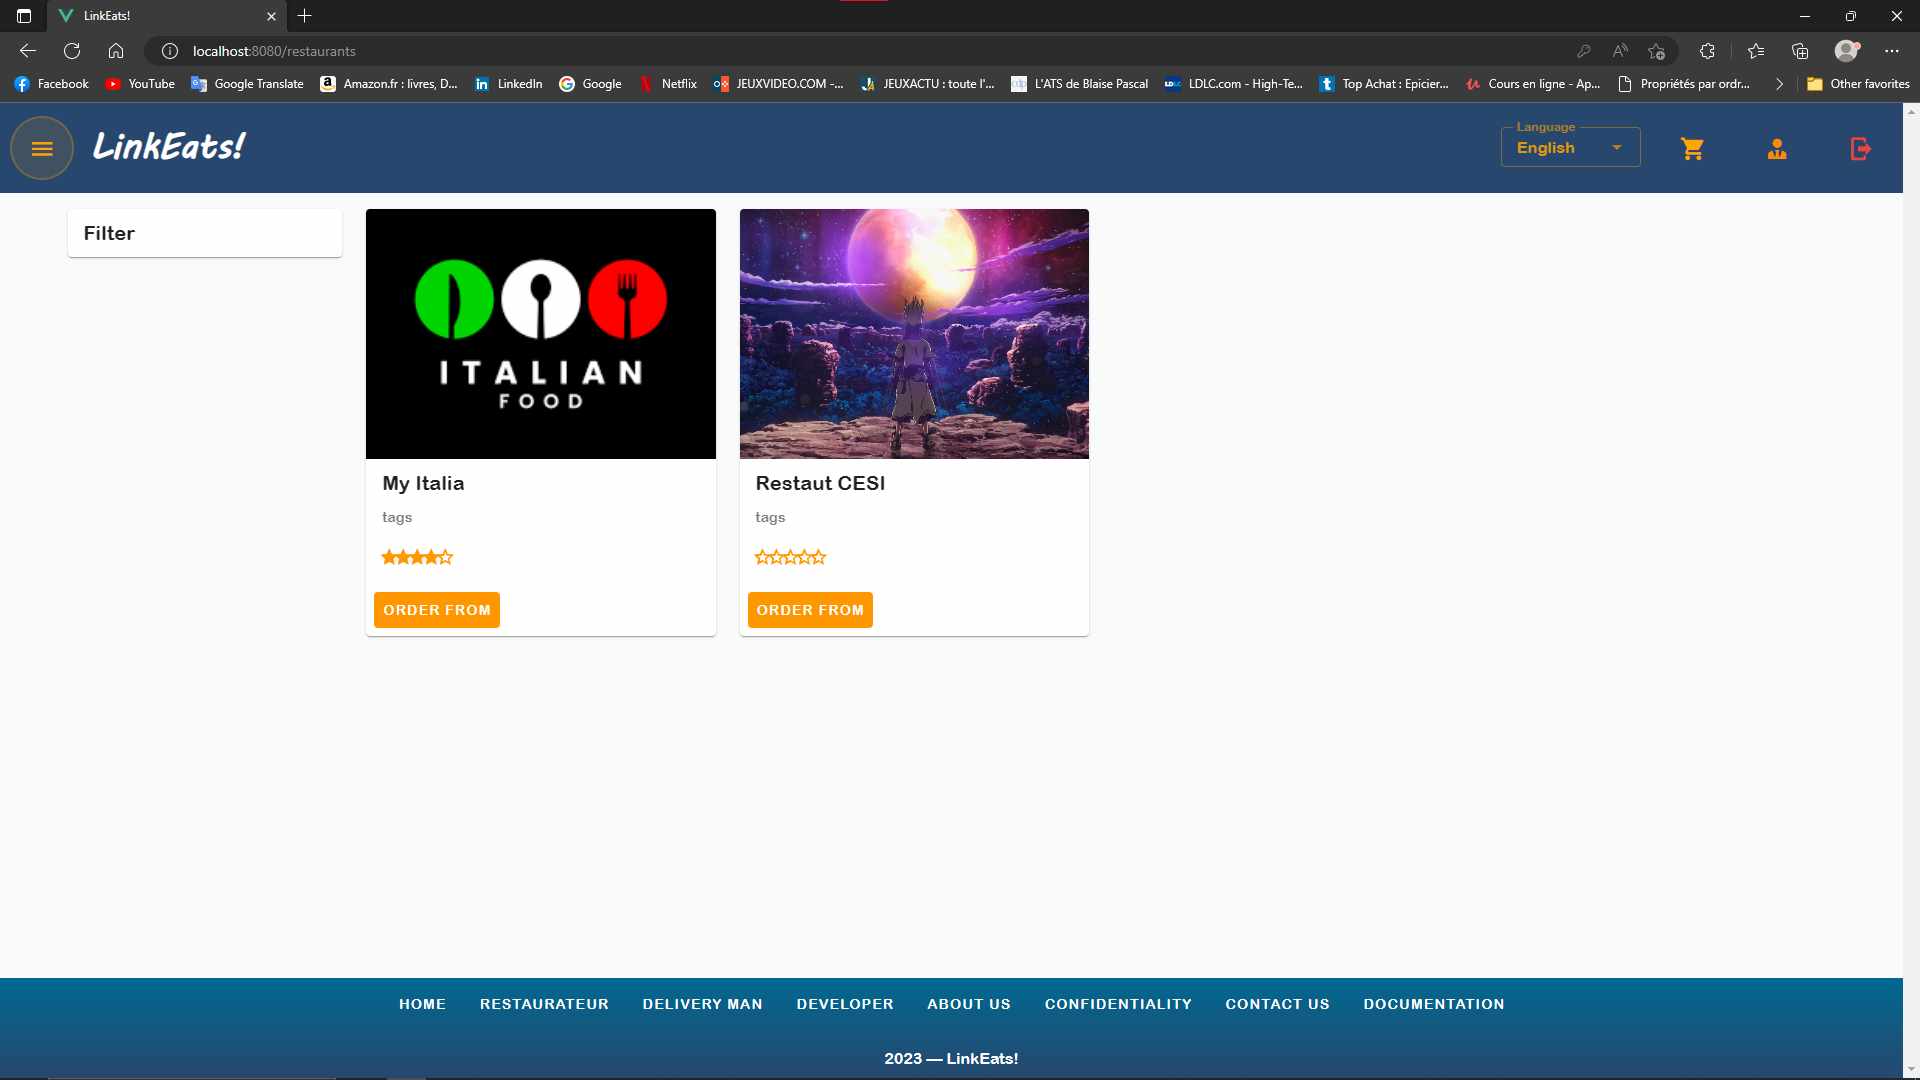 LinkEats!
localhost:8080/restaurants
Facebook
YouTube
Google Translate
Amazon.fr : livres, D...
LinkedIn
Google
Netflix
JEUXVIDEO.COM -...
JEUXACTU : toute l'...
L'ATS de Blaise Pascal
LDLC.com - High-Te...
Top Achat : Epicier...
Cours en ligne - Ap...
Propriétés par ordr...
Other favorites
LinkEats!
Language
English
Filter
ITALIAN
FOOD
My Italia
tags
ORDER FROM
Restaut CESI
tags
ORDER FROM
HOME RESTAURATEUR DELIVERY MAN DEVELOPER ABOUT US CONFIDENTIALITY CONTACT US DOCUMENTATION
2023 — LinkEats!